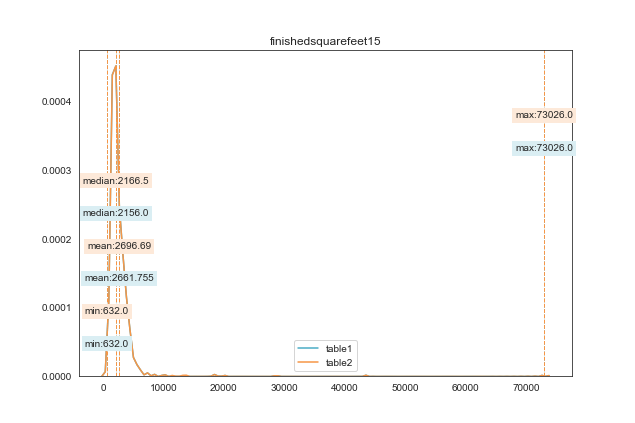 finishedsquarefeet15
0.0004
0.0003
0.0002
0.0001
0.0000
max:73026.0
max:73026.0
median:2166.5
median:2156.0
mean:2696.69
mean:2661.755
min:632.0
min:632.0
table1
table2
0 10000 20000 30000 40000 50000 60000 70000